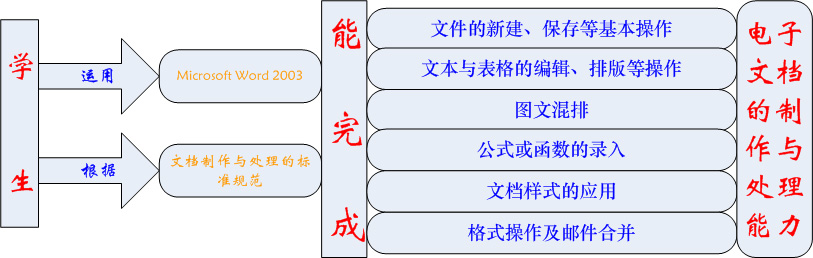 学生
运用
Microsoft Word 2003
根据
文档制作与处理的标
准规范
能完成
文件的新建、保存等基本操作
文本与表格的编辑、排版等操作
图文混排
公式或函数的录入
文档样式的应用
格式操作及邮件合并
电子
文档
的制
作与
处理
能力